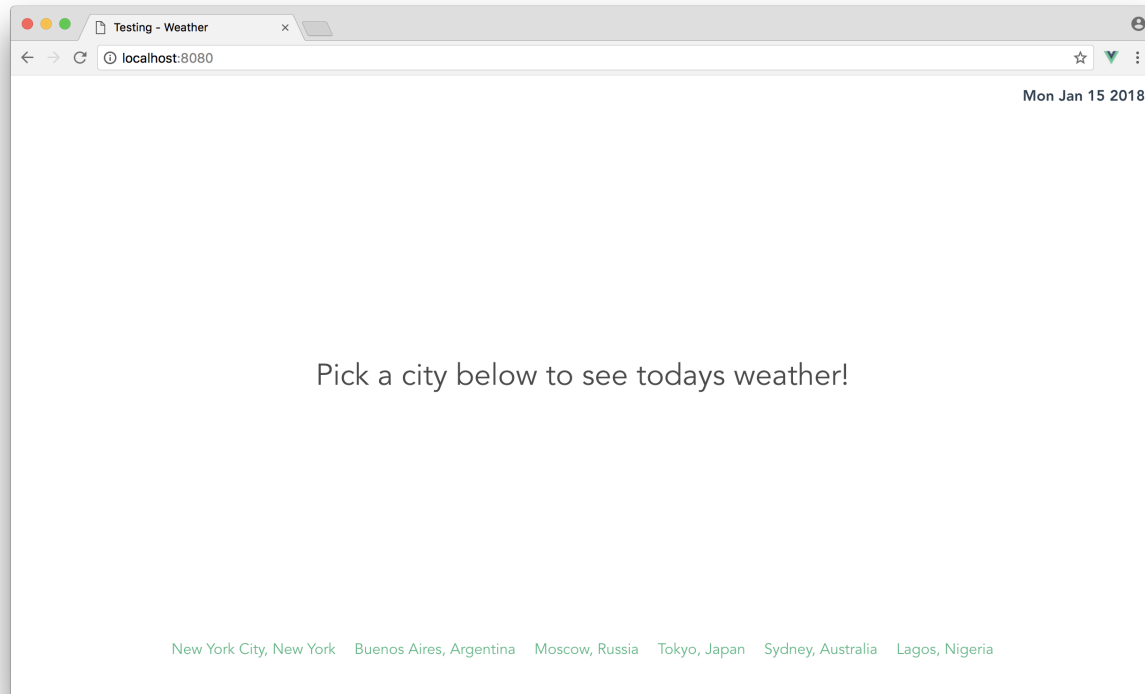 Testing - Weather
localhost:8080
Mon Jan 15 2018
Pick a city below to see todays weather!
New York City, New York Buenos Aires, Argentina Moscow, Russia Tokyo, Japan Sydney, Australia Lagos, Nigeria